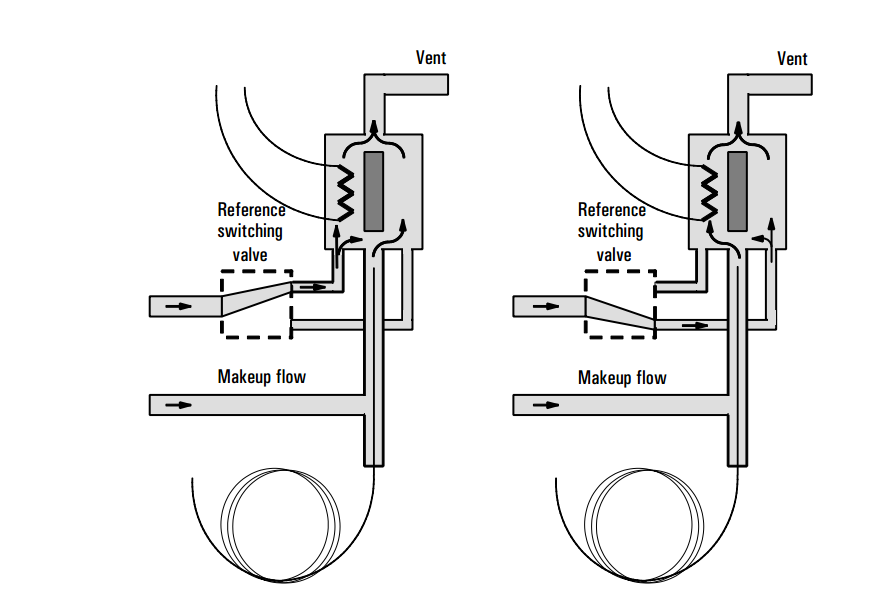 Vent
Reference
switching
valve
Makeup flow
Vent
Reference
switching
valve
Makeup flow